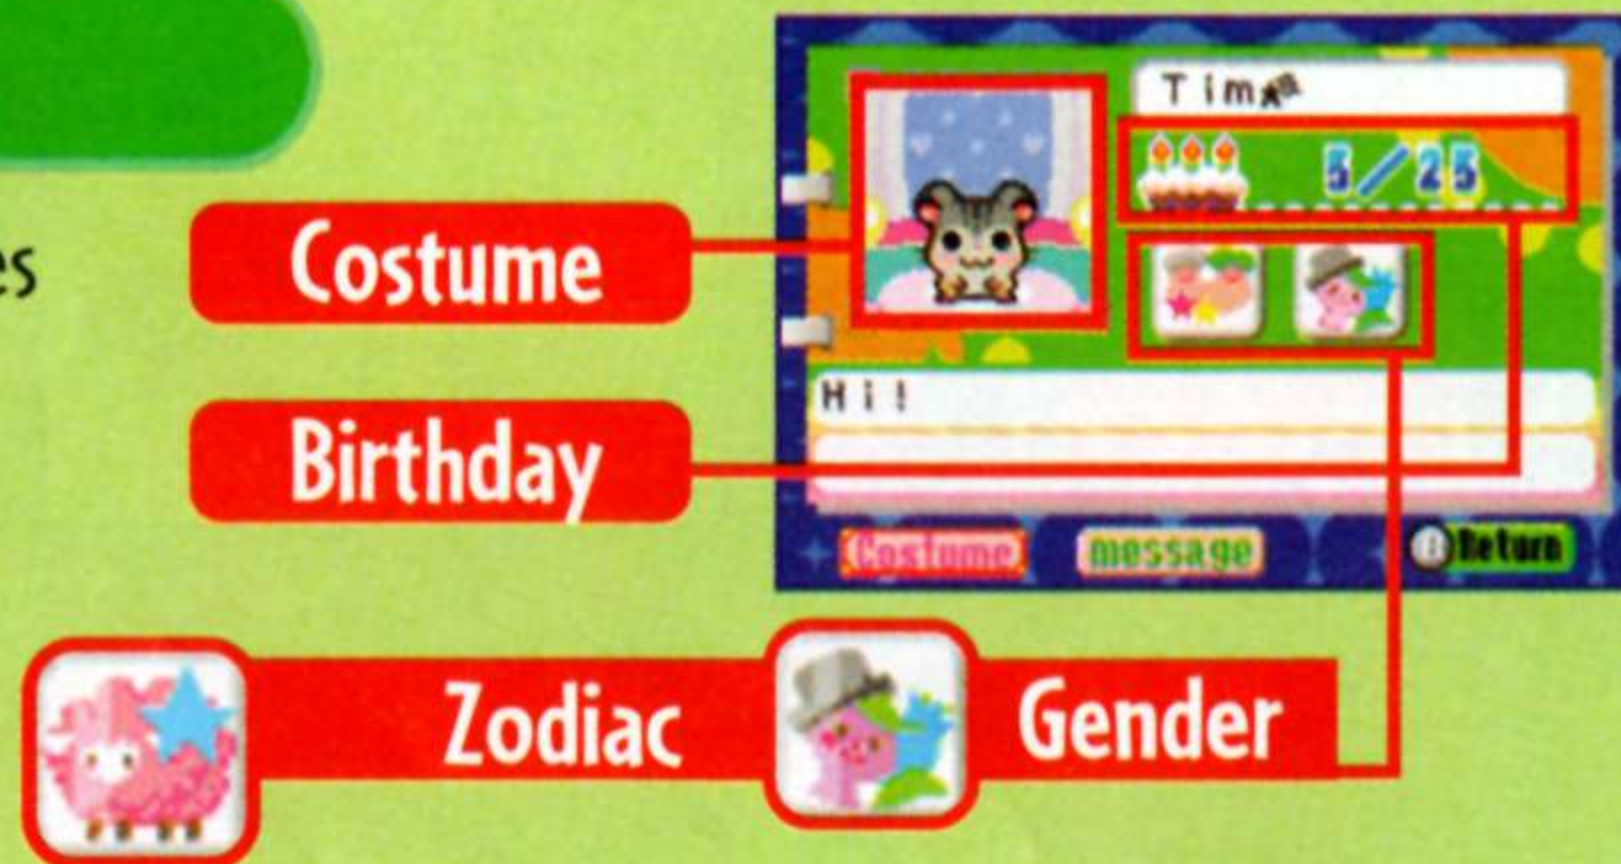 es
Costume
Birthday
Zodiac
Gender
Tim
5/25
Hi!
Costume
message
Return